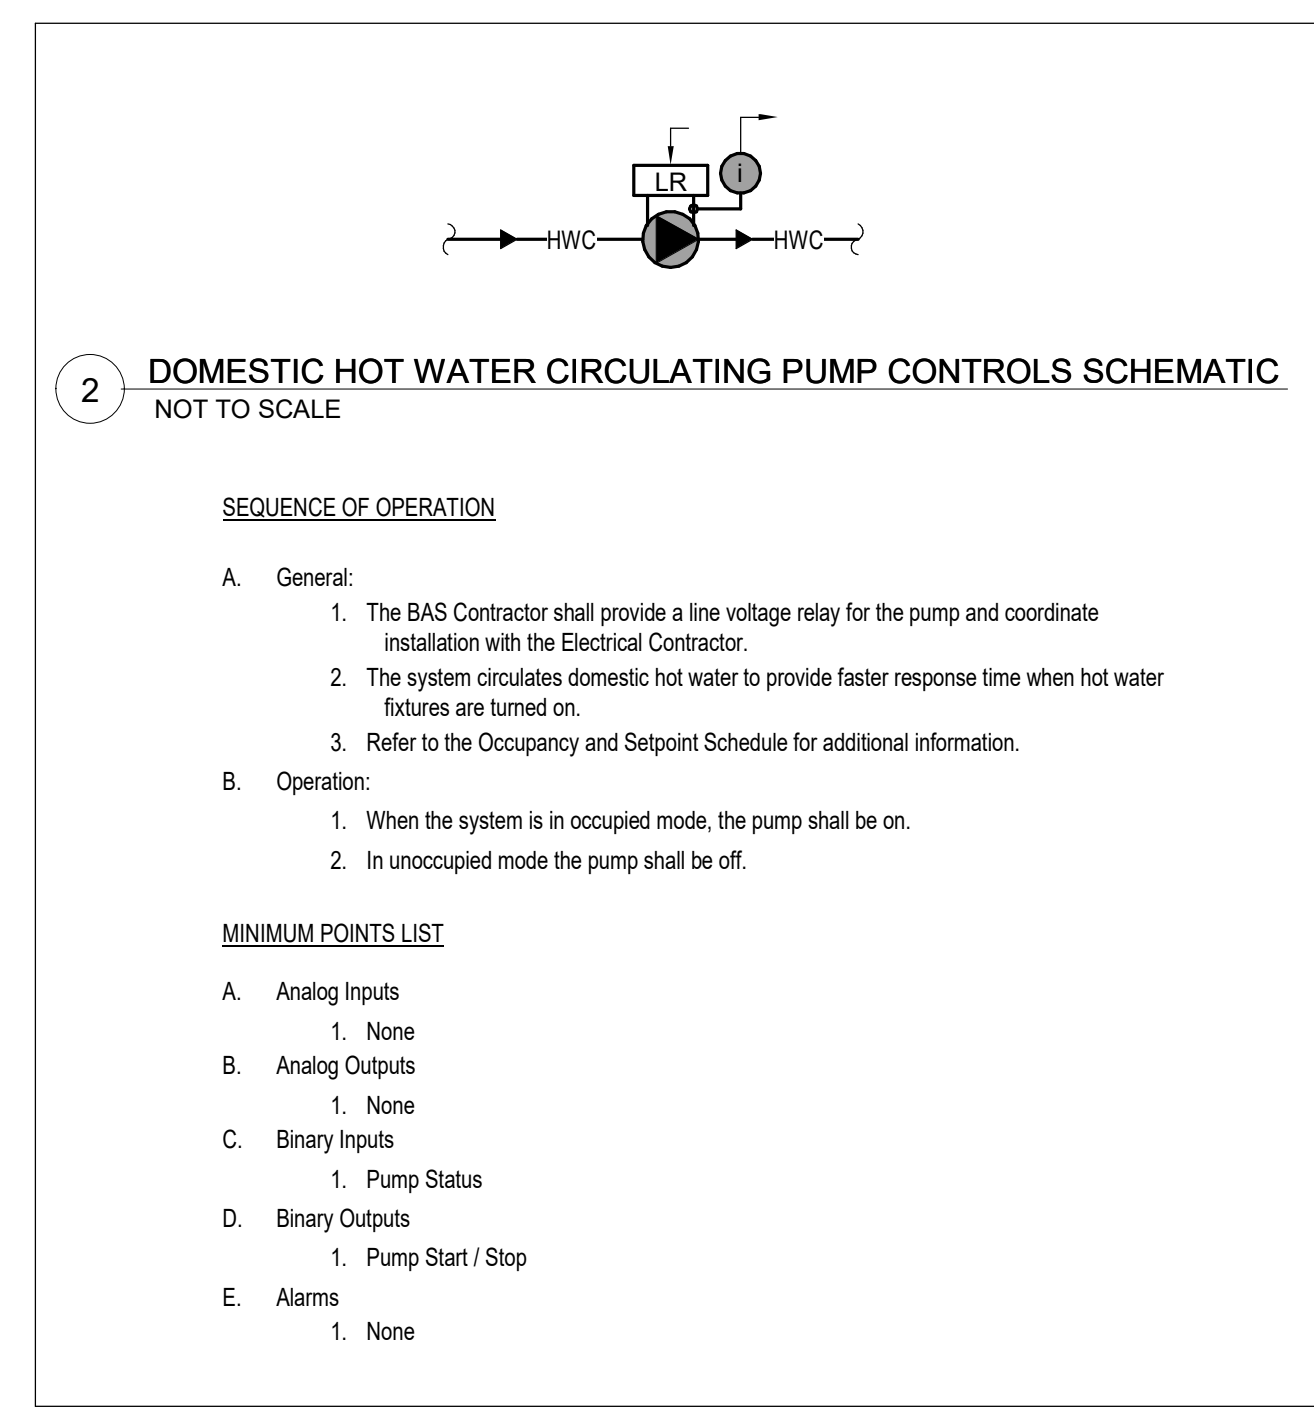 LR
i
HWC
HWC
2
DOMESTIC HOT WATER CIRCULATING PUMP CONTROLS SCHEMATIC
NOT TO SCALE
SEQUENCE OF OPERATION
A. General:
1. The BAS Contractor shall provide a line voltage relay for the pump and coordinate
installation with the Electrical Contractor.
2. The system circulates domestic hot water to provide faster response time when hot water
fixtures are turned on.
3. Refer to the Occupancy and Setpoint Schedule for additional information.
B. Operation:
1. When the system is in occupied mode, the pump shall be on.
2. In unoccupied mode the pump shall be off.
MINIMUM POINTS LIST
A. Analog Inputs
1. None
B. Analog Outputs
1. None
C. Binary Inputs
1. Pump Status
D. Binary Outputs
1. Pump Start / Stop
E. Alarms
1. None